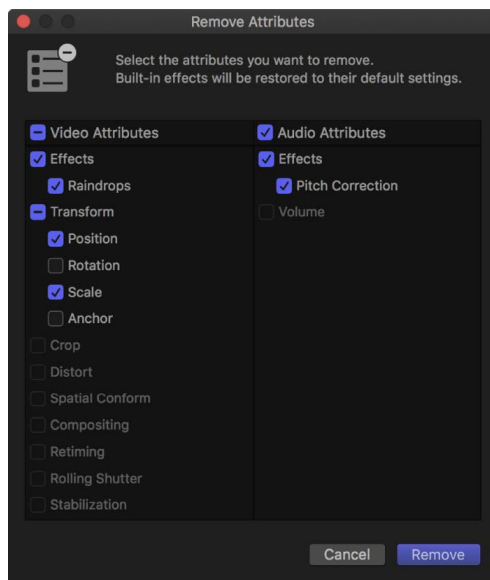 Remove Attributes
Select the attributes you want to remove.
Built-in effects will be restored to their default settings.
Video Attributes
Effects
Raindrops
Transform
Position
Rotation
Scale
Anchor
Crop
Distort
Spatial Conform
Compositing
Retiming
Rolling Shutter
Stabilization
Audio Attributes
Effects
Pitch Correction
Volume
Cancel
Remove